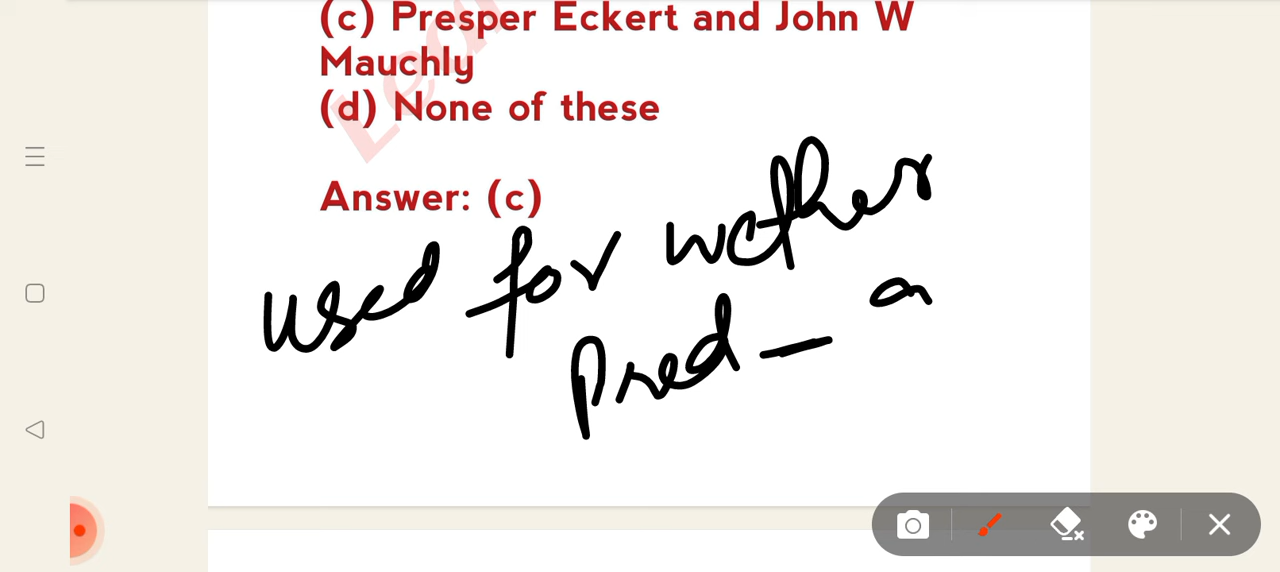 (c) Presper Eckert and John W
Mauchly
(d) None of these
Answer: (c)
used for wether
Pred -